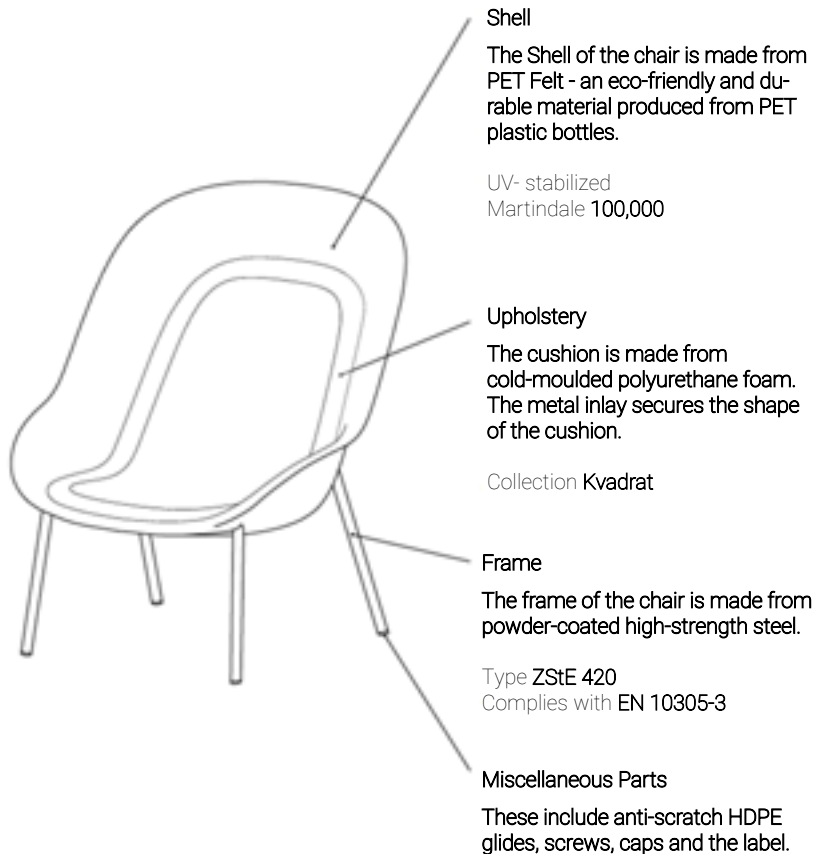 Shell
The Shell of the chair is made from
PET Felt - an eco-friendly and du-
rable material produced from PET
plastic bottles.
UV- stabilized
Martindale 100,000
Upholstery
The cushion is made from
cold-moulded polyurethane foam.
The metal inlay secures the shape
of the cushion.
Collection Kvadrat
Frame
The frame of the chair is made from
powder-coated high-strength steel.
Type ZStE 420
Complies with EN 10305-3
Miscellaneous Parts
These include anti-scratch HDPE
glides, screws, caps and the label.